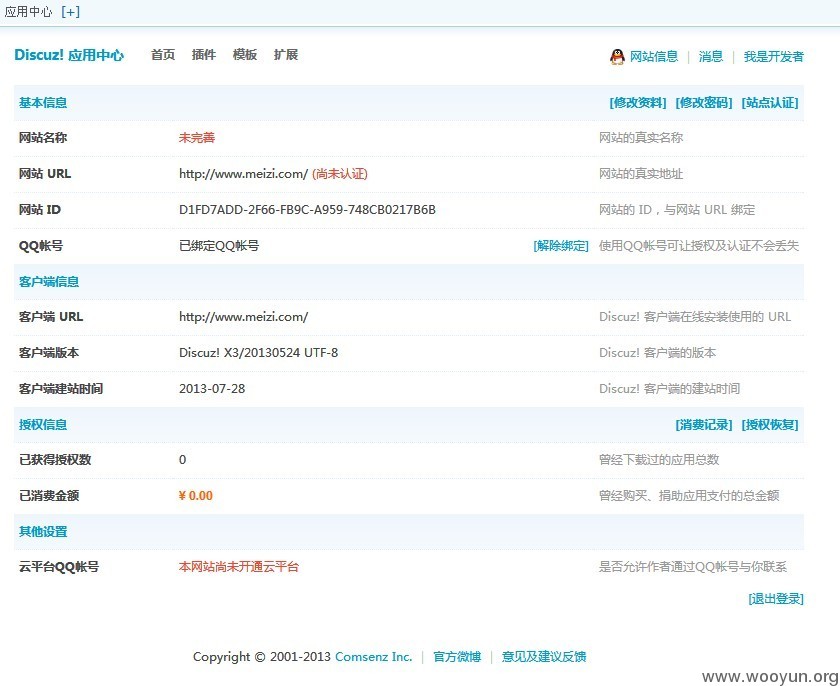 应用中心 [+]
Discuz! 应用中心 首页 插件 模板 扩展 网站信息 | 消息 | 我是开发者
基本信息 [修改资料] [修改密码] [站点认证]
网站名称 未完善 网站的真实名称
网站 URL http://www.meizi.com/ (尚未认证) 网站的真实地址
网站 ID D1FD7ADD-2F66-FB9C-A959-748CB0217B6B 网站的 ID，与网站 URL 绑定
QQ帐号 已绑定QQ帐号 [解除绑定] 使用QQ帐号可让授权及认证不会丢失
客户端信息
客户端 URL http://www.meizi.com/ Discuz! 客户端在线安装使用的 URL
客户端版本 Discuz! X3/20130524 UTF-8 Discuz! 客户端的版本
客户端建站时间 2013-07-28 Discuz! 客户端的建站时间
授权信息 [消费记录] [授权恢复]
已获得授权数 0 曾经下载过的应用总数
已消费金额 ¥ 0.00 曾经购买、捐助应用支付的总金额
其他设置
云平台QQ帐号 本网站尚未开通云平台 是否允许作者通过QQ帐号与你联系
[退出登录]
Copyright © 2001-2013 Comsenz Inc. | 官方微博 | 意见及建议反馈
www.wooyun.org